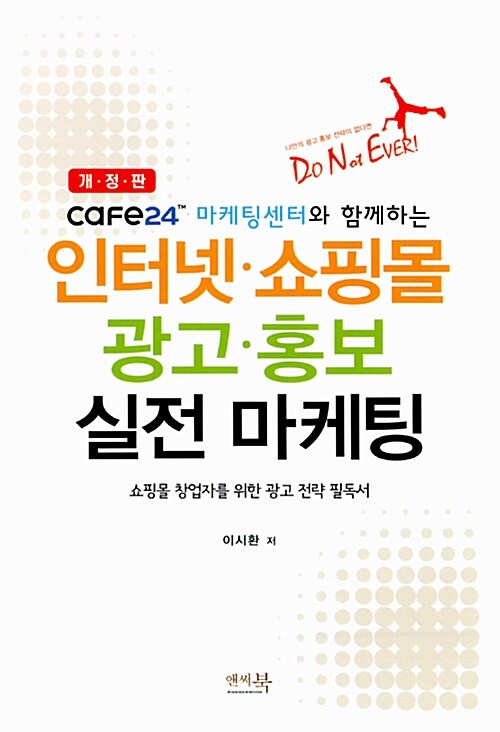 나만의 광고 홍보 전략이 없다면
DO Not EVER!
개·정·판
cafe24™ 마케팅센터와 함께하는
인터넷·쇼핑몰
광고·홍보
실전 마케팅
쇼핑몰 창업자를 위한 광고 전략 필독서
이시환 저
앤써북
ANSWERBOOK